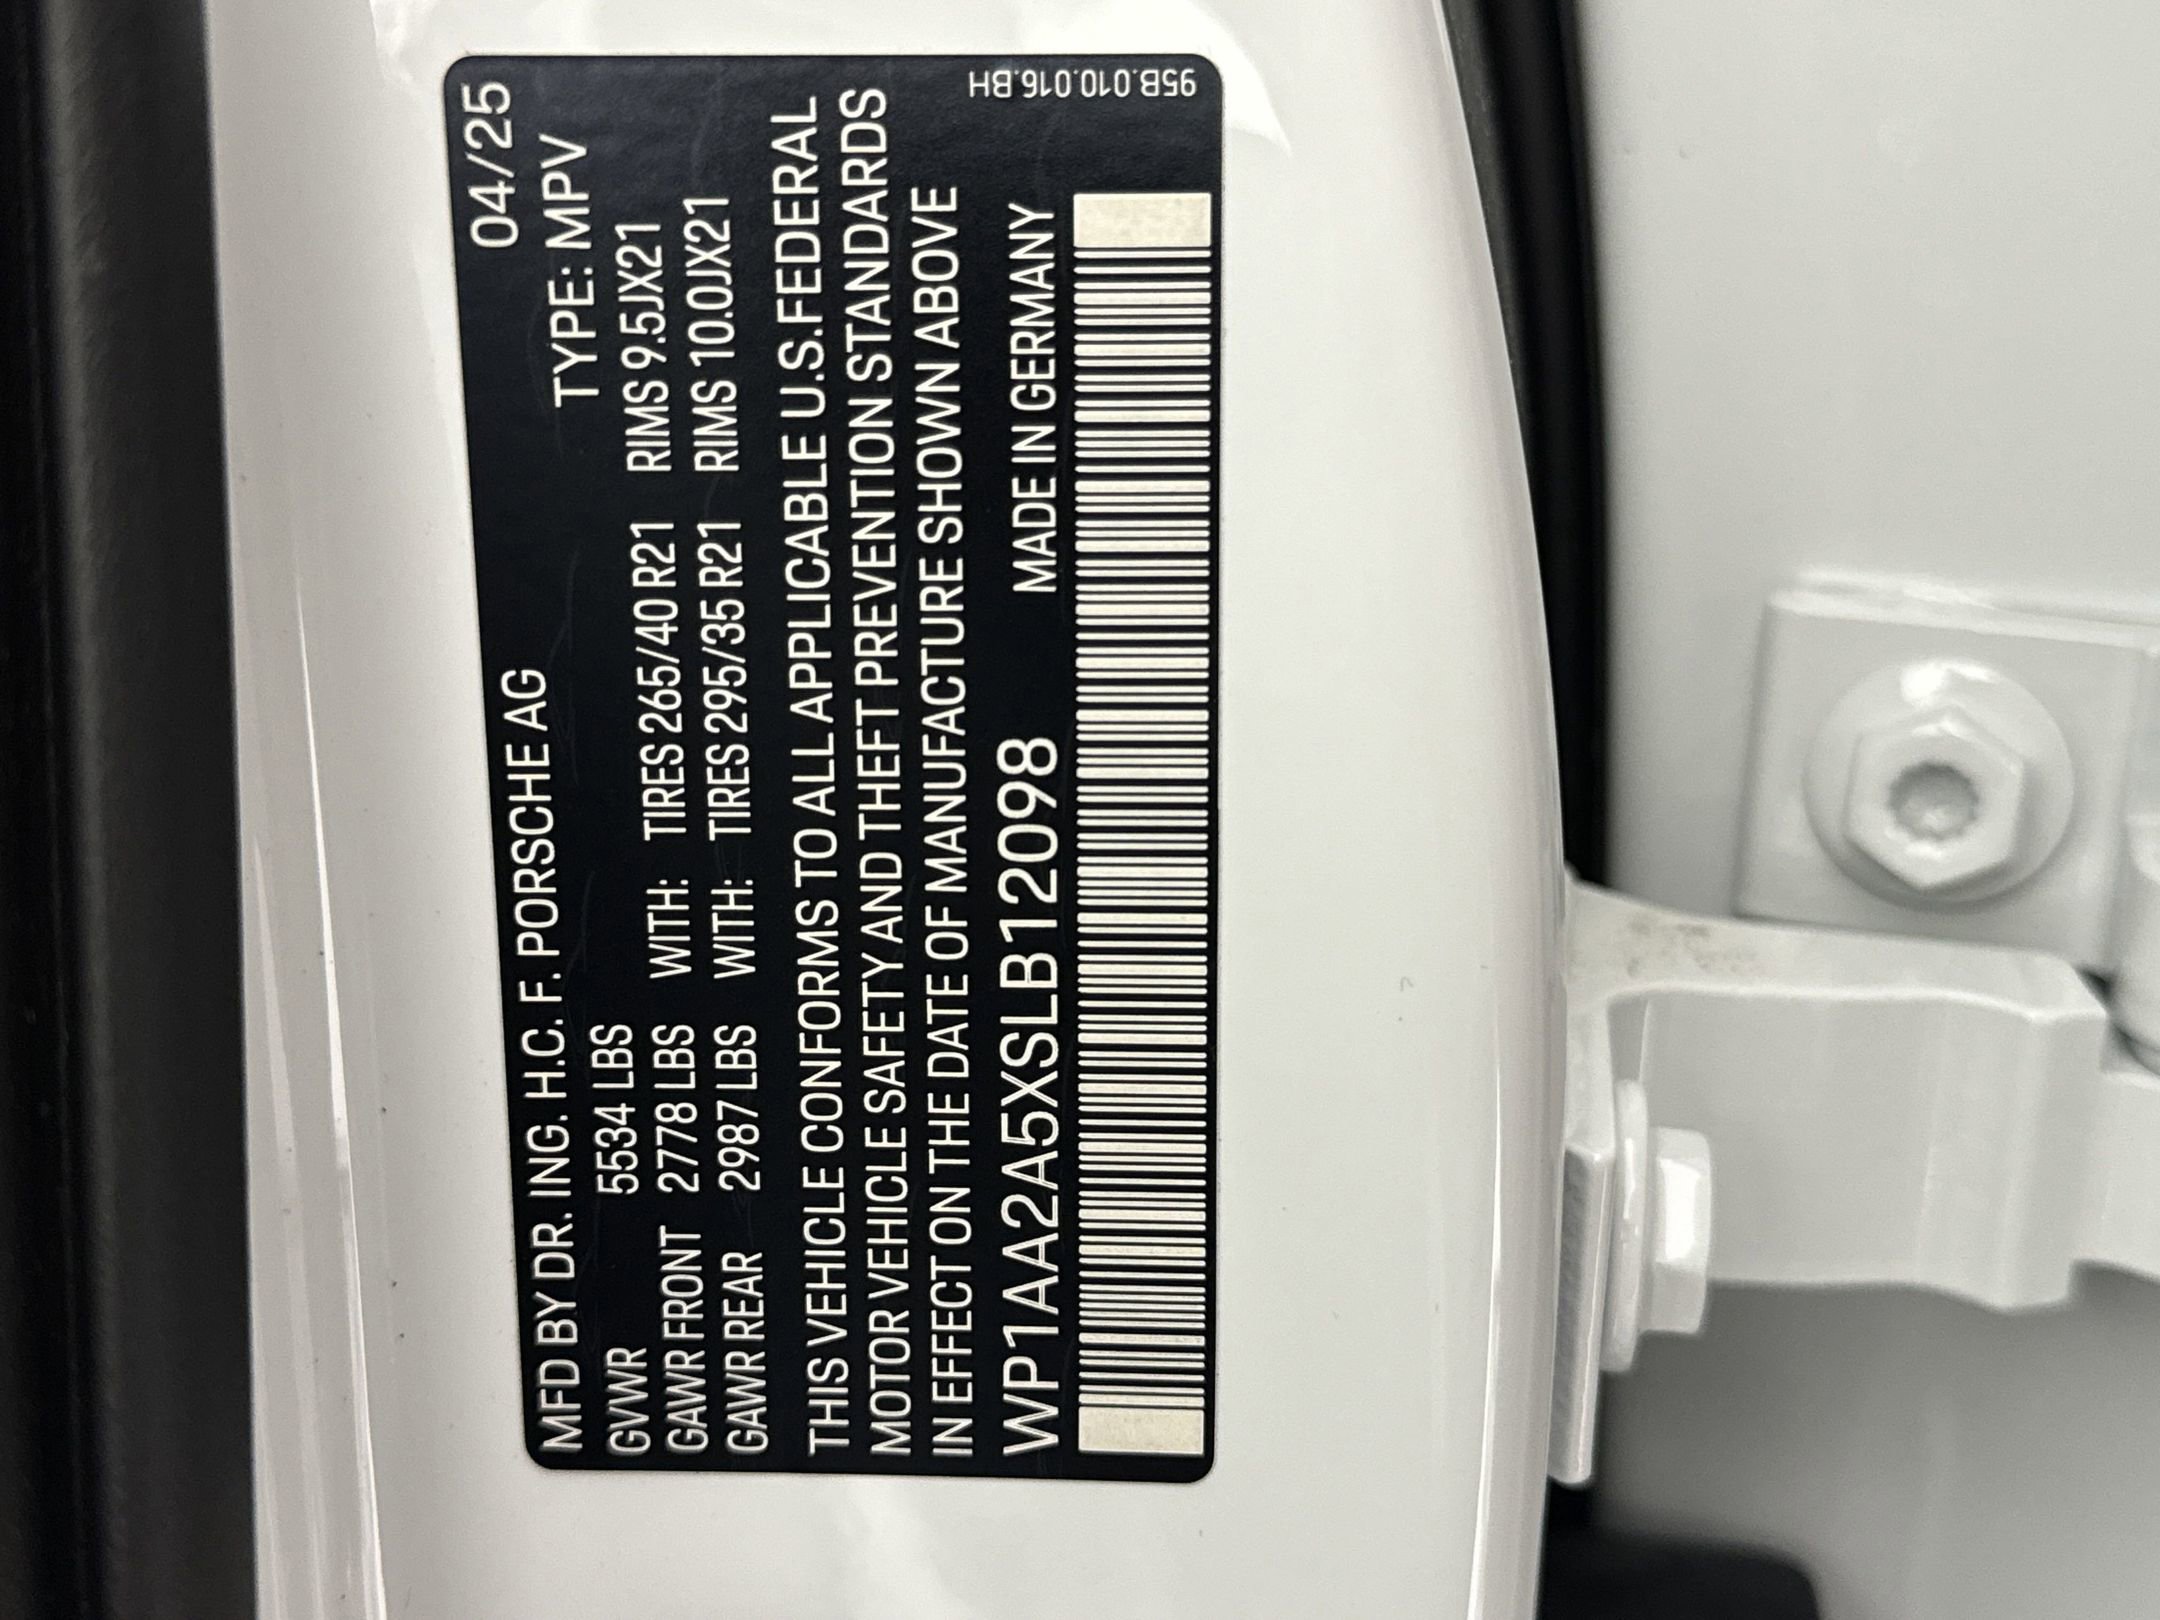 MFD BY DR. ING. H.C. F. PORSCHE AG 04/25
GVWR 5534 LBS TYPE: MPV
GAWR FRONT 2778 LBS WITH: TIRES 265/40 R21 RIMS 9.5JX21
GAWR REAR 2987 LBS WITH: TIRES 295/35 R21 RIMS 10.0JX21
THIS VEHICLE CONFORMS TO ALL APPLICABLE U.S.FEDERAL
MOTOR VEHICLE SAFETY AND THEFT PREVENTION STANDARDS
IN EFFECT ON THE DATE OF MANUFACTURE SHOWN ABOVE
WP1AA2A5XSLB12098 MADE IN GERMANY
95B.010.016.BH